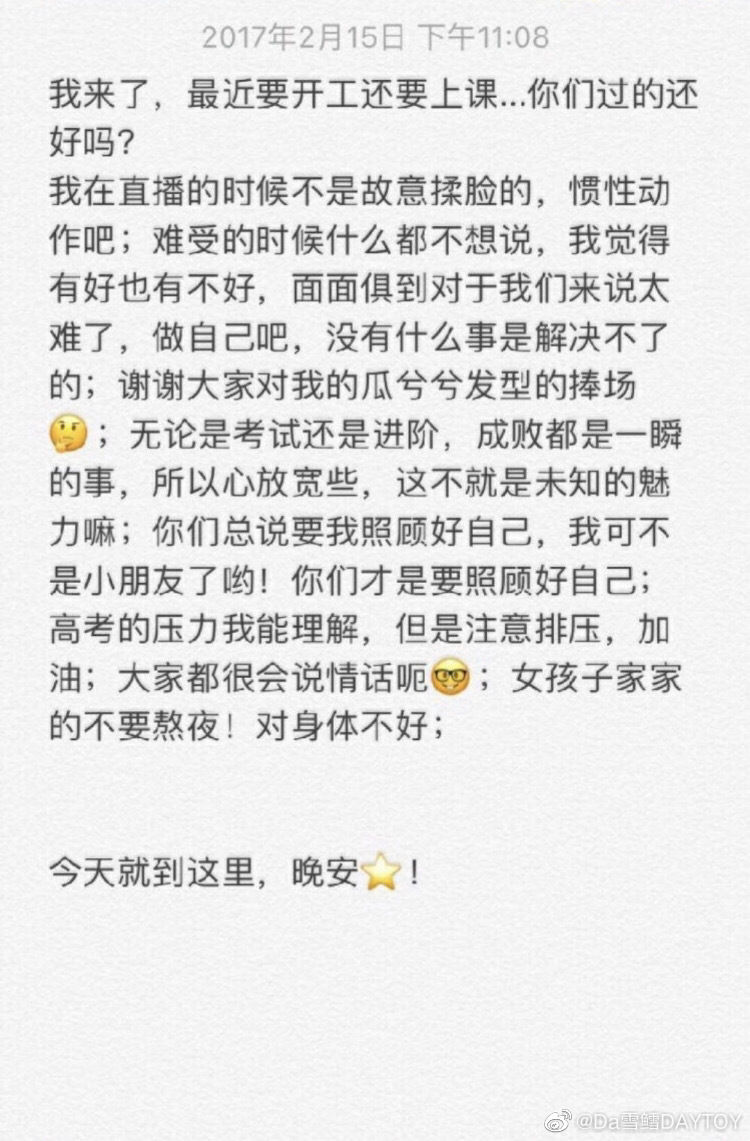 2017年2月15日 下午11:08
我来了，最近要开工还要上课...你们过的还
好吗？
我在直播的时候不是故意揉脸的，惯性动
作吧；难受的时候什么都不想说，我觉得
有好也有不好，面面俱到对于我们来说太
难了，做自己吧，没有什么事是解决不了
的；谢谢大家对我的瓜兮兮发型的捧场
🤔；无论是考试还是进阶，成败都是一瞬
的事，所以心放宽些，这不就是未知的魅
力嘛；你们总说要我照顾好自己，我可不
是小朋友了哟！你们才是要照顾好自己；
高考的压力我能理解，但是注意排压，加
油；大家都很会说情话呃🤓；女孩子家家
的不要熬夜！对身体不好；
今天就到这里，晚安⭐！
@Da雪鳕DAYTOY